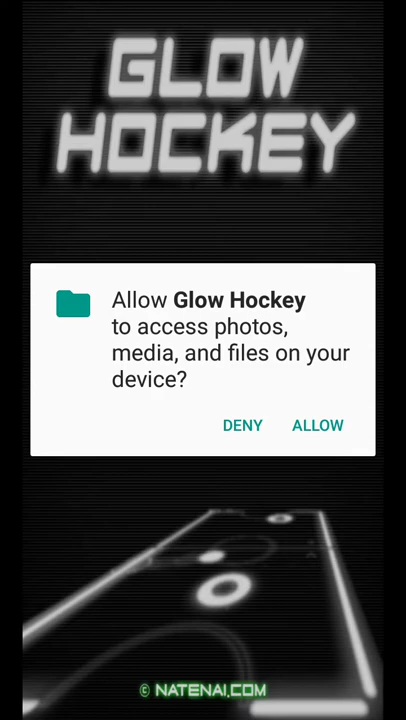 GLOW
HOCKEY
Allow Glow Hockey
to access photos,
media, and files on your
device?
DENY ALLOW
© NATENAI.COM